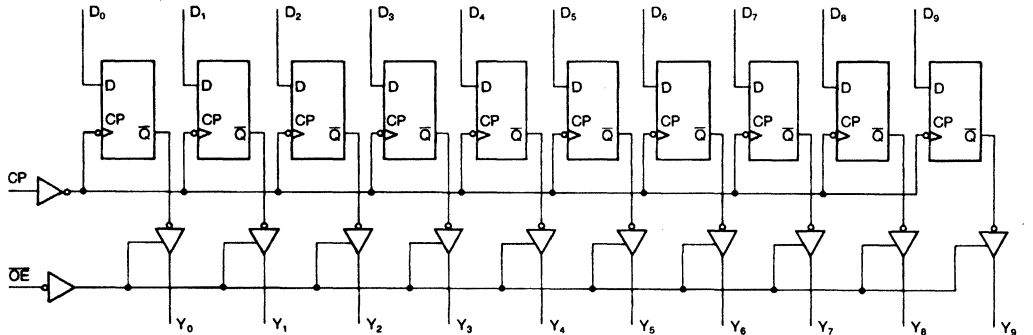 D₀ D₁ D₂ D₃ D₄ D₅ D₆ D₇ D₈ D₉
D D D D D D D D D D
CP Q̅ CP Q̅ CP Q̅ CP Q̅ CP Q̅ CP Q̅ CP Q̅ CP Q̅ CP Q̅ CP Q̅
CP
O̅E̅
Y₀ Y₁ Y₂ Y₃ Y₄ Y₅ Y₆ Y₇ Y₈ Y₉